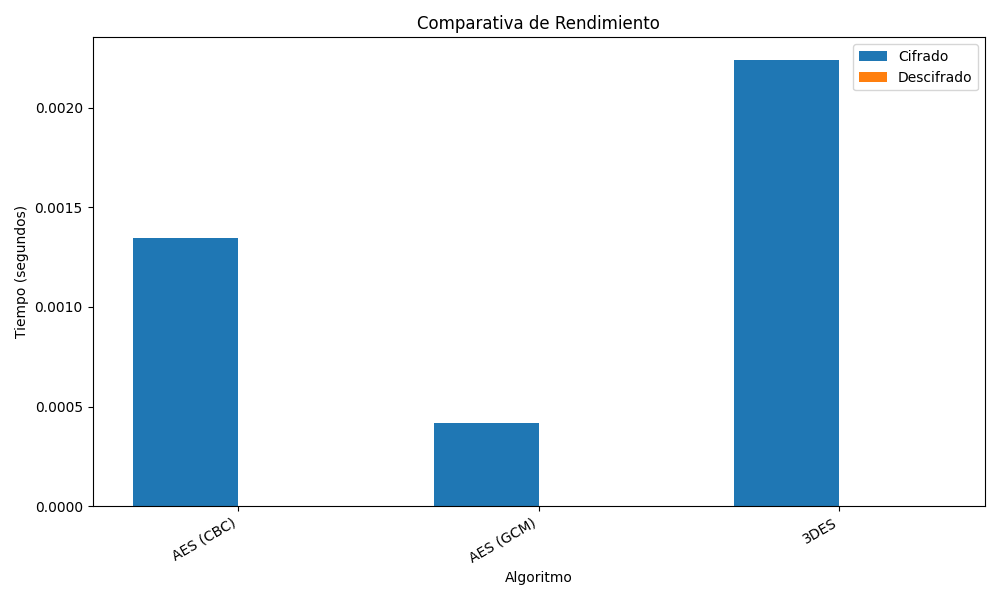 Comparativa de Rendimiento
Cifrado
Descifrado
Tiempo (segundos)
0.0020
0.0015
0.0010
0.0005
0.0000
AES (CBC)
AES (GCM)
3DES
Algoritmo